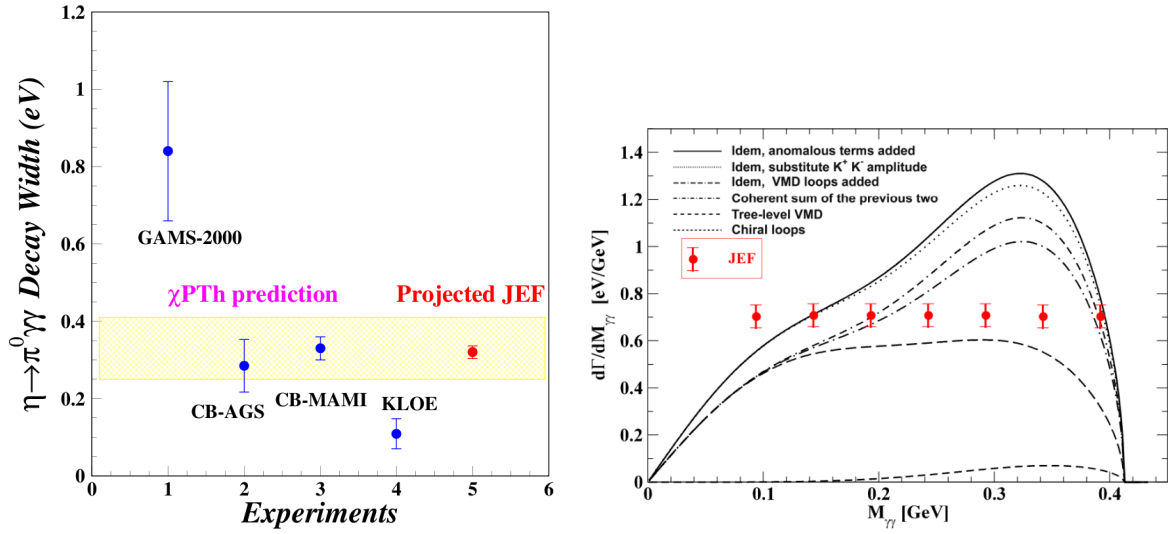 η→π⁰γγ Decay Width (eV)
1.2
1
0.8
0.6
0.4
0.2
0
GAMS-2000
χPTh prediction
Projected JEF
CB-AGS
CB-MAMI
KLOE
0 1 2 3 4 5 6
Experiments
dΓ/dMγγ [eV/GeV]
1.4
1.2
1
0.8
0.6
0.4
0.2
0
Idem, anomalous terms added
Idem, substitute K⁺ K⁻ amplitude
Idem, VMD loops added
Coherent sum of the previous two
Tree-level VMD
Chiral loops
JEF
0 0.1 0.2 0.3 0.4
Mγγ [GeV]